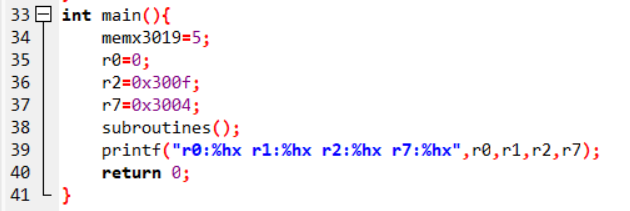 33 int main(){
34 memx3019=5;
35 r0=0;
36 r2=0x300f;
37 r7=0x3004;
38 subroutines();
39 printf("r0:%hx r1:%hx r2:%hx r7:%hx",r0,r1,r2,r7);
40 return 0;
41 }